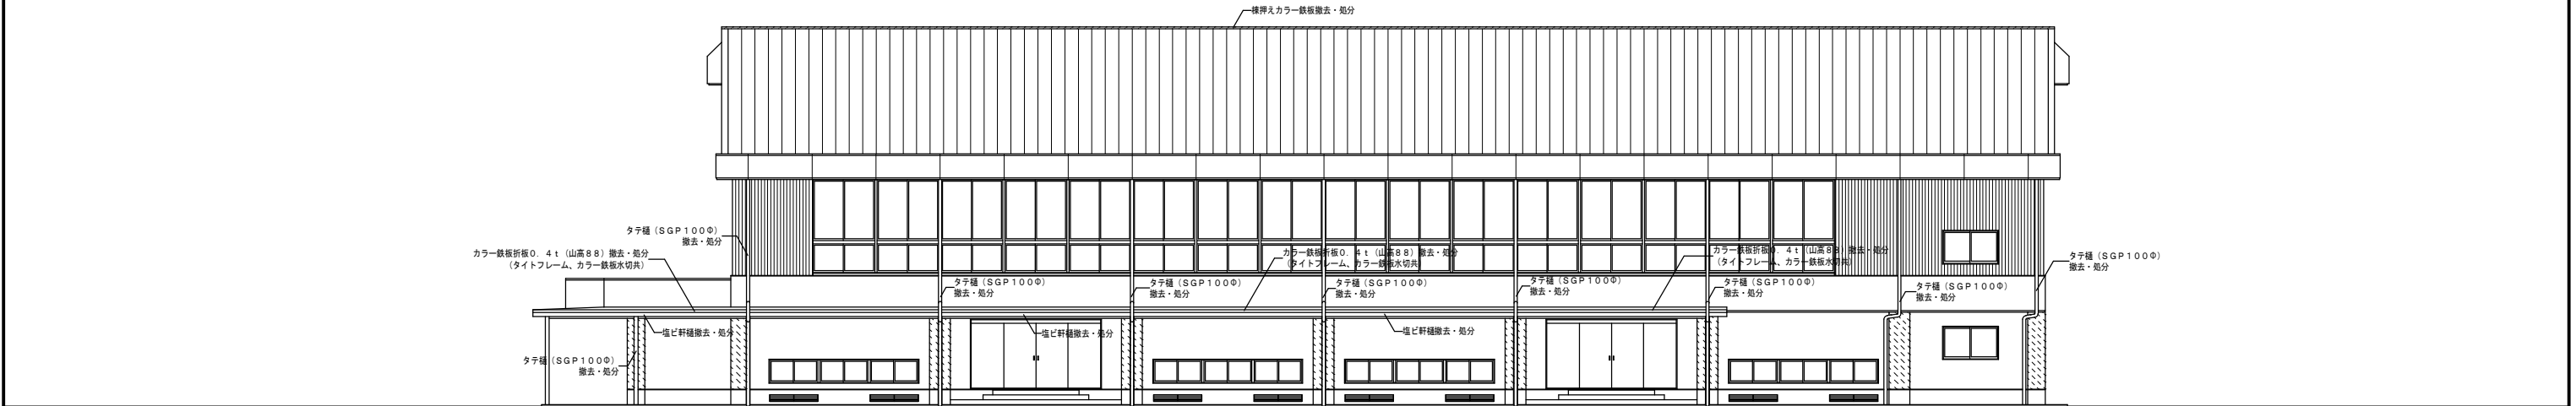 棟押えカラー鉄板撤去・処分
タテ樋（ＳＧＰ１００Φ）
撤去・処分
カラー鉄板折板０．４ｔ（山高８８）撤去・処分
（タイトフレーム、カラー鉄板水切共）
カラー鉄板折板０．４ｔ（山高８８）撤去・処分
（タイトフレーム、カラー鉄板水切共）
カラー鉄板折板０．４ｔ（山高８８）撤去・処分
（タイトフレーム、カラー鉄板水切共）
タテ樋（ＳＧＰ１００Φ）
撤去・処分
タテ樋（ＳＧＰ１００Φ）
撤去・処分
タテ樋（ＳＧＰ１００Φ）
撤去・処分
タテ樋（ＳＧＰ１００Φ）
撤去・処分
タテ樋（ＳＧＰ１００Φ）
撤去・処分
タテ樋（ＳＧＰ１００Φ）
撤去・処分
タテ樋（ＳＧＰ１００Φ）
撤去・処分
塩ビ軒樋撤去・処分
塩ビ軒樋撤去・処分
塩ビ軒樋撤去・処分
タテ樋（ＳＧＰ１００Φ）
撤去・処分